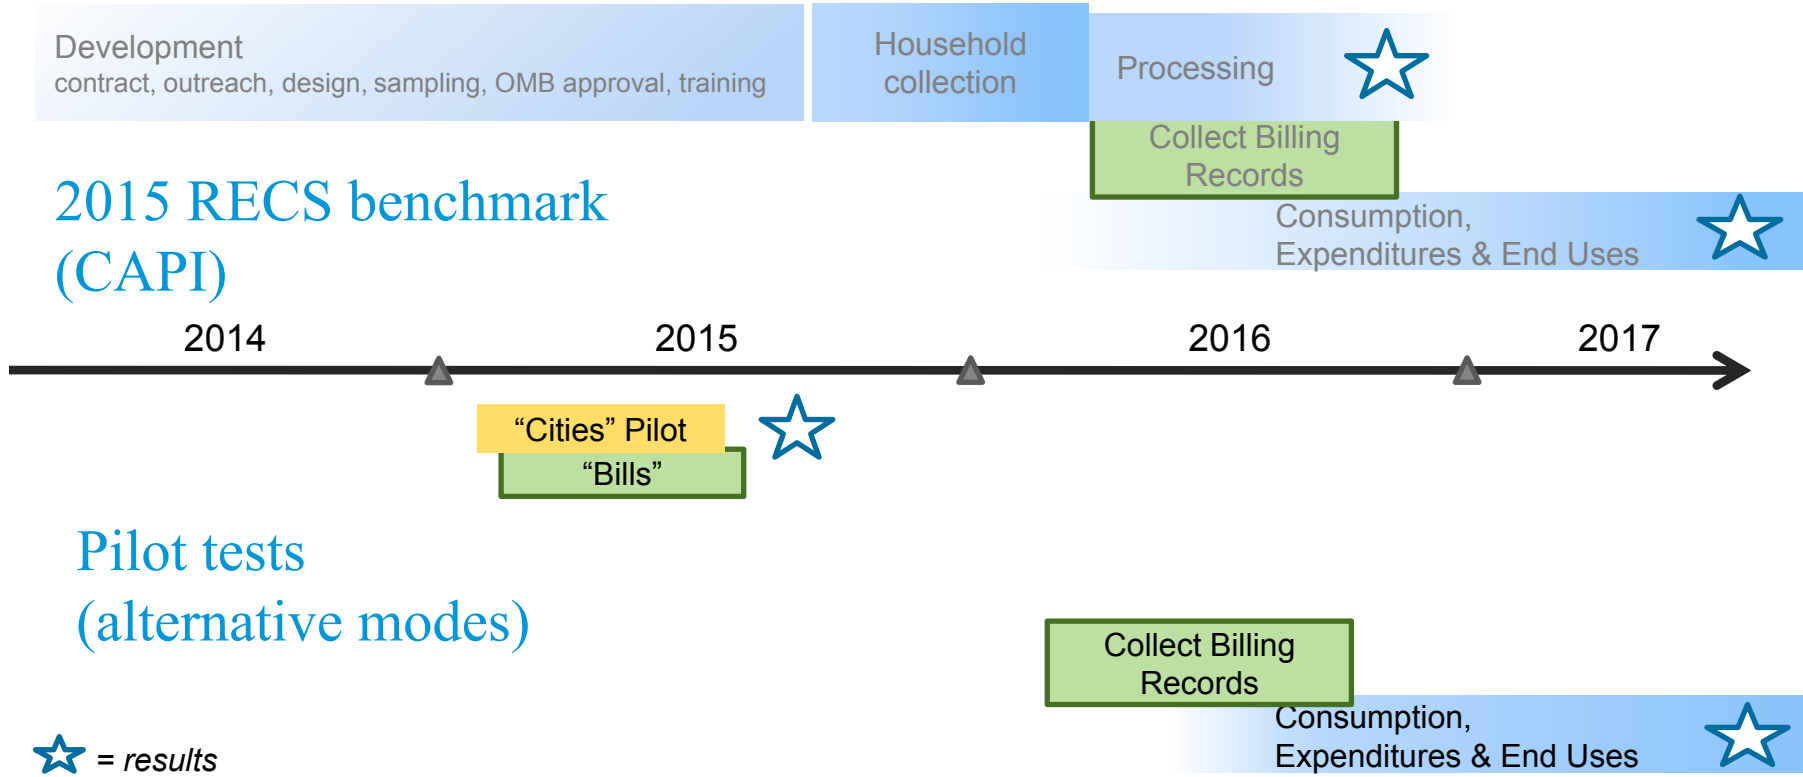 Development
contract, outreach, design, sampling, OMB approval, training
Household
collection
Processing
Collect Billing
Records
2015 RECS benchmark
(CAPI)
Consumption,
Expenditures & End Uses
2014
2015
2016
2017
“Cities” Pilot
“Bills”
Pilot tests
(alternative modes)
Collect Billing
Records
Consumption,
Expenditures & End Uses
= results